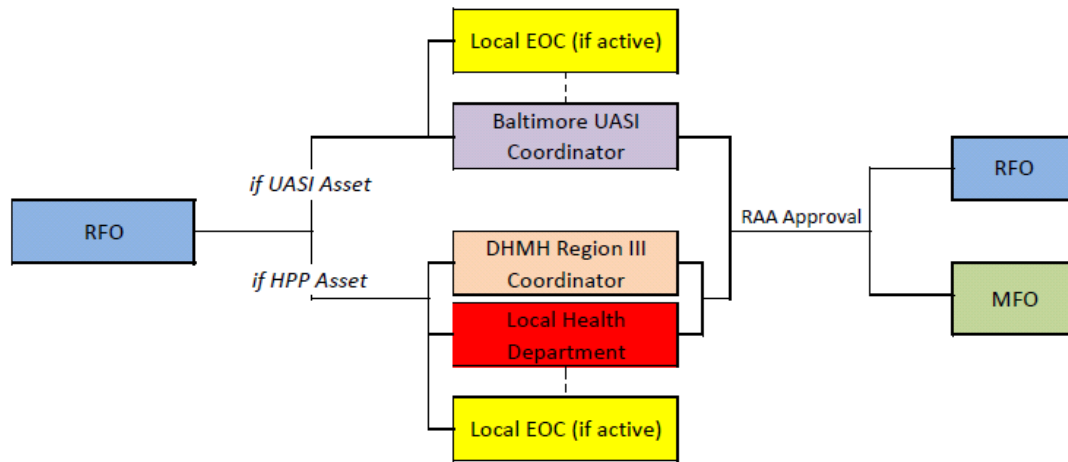 Local EOC (if active)
Baltimore UASI
Coordinator
if UASI Asset
RFO
RFO
RAA Approval
DHMH Region III
Coordinator
if HPP Asset
MFO
Local Health
Department
Local EOC (if active)